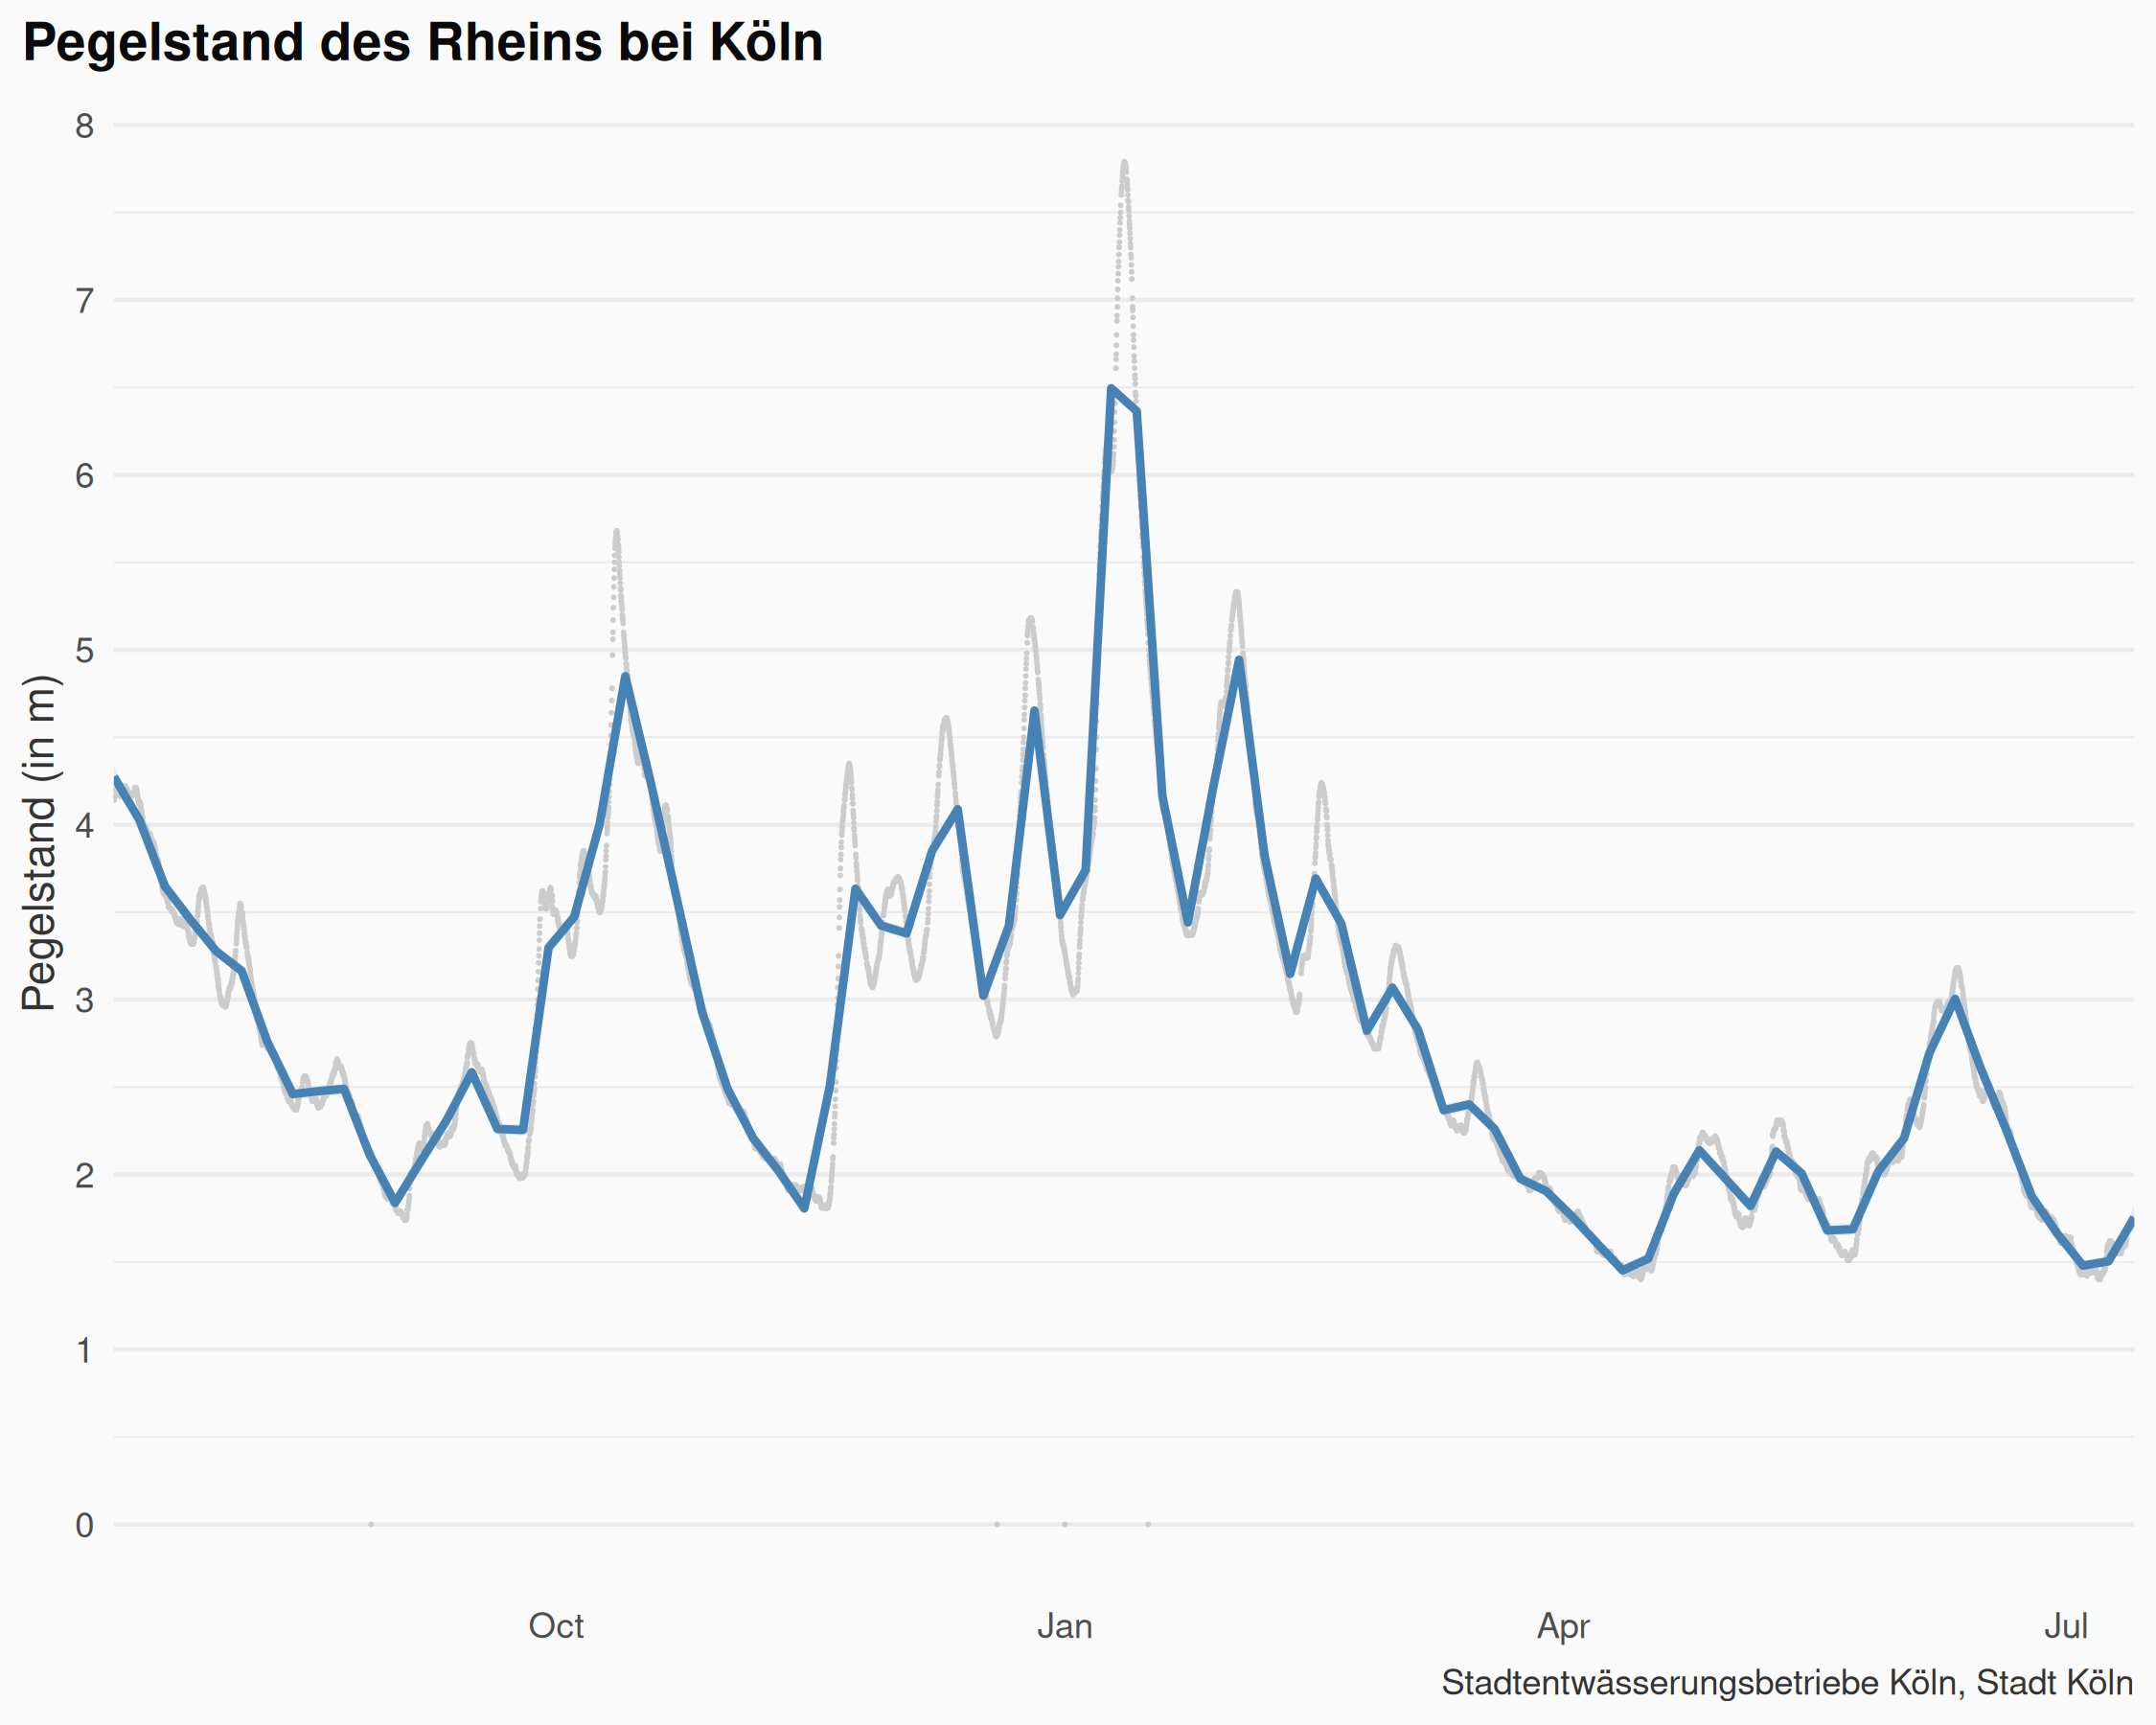 Pegelstand des Rheins bei Köln
8
7
6
5
4
3
2
1
0
Pegelstand (in m)
Oct Jan Apr Jul
Stadtentwässerungsbetriebe Köln, Stadt Köln